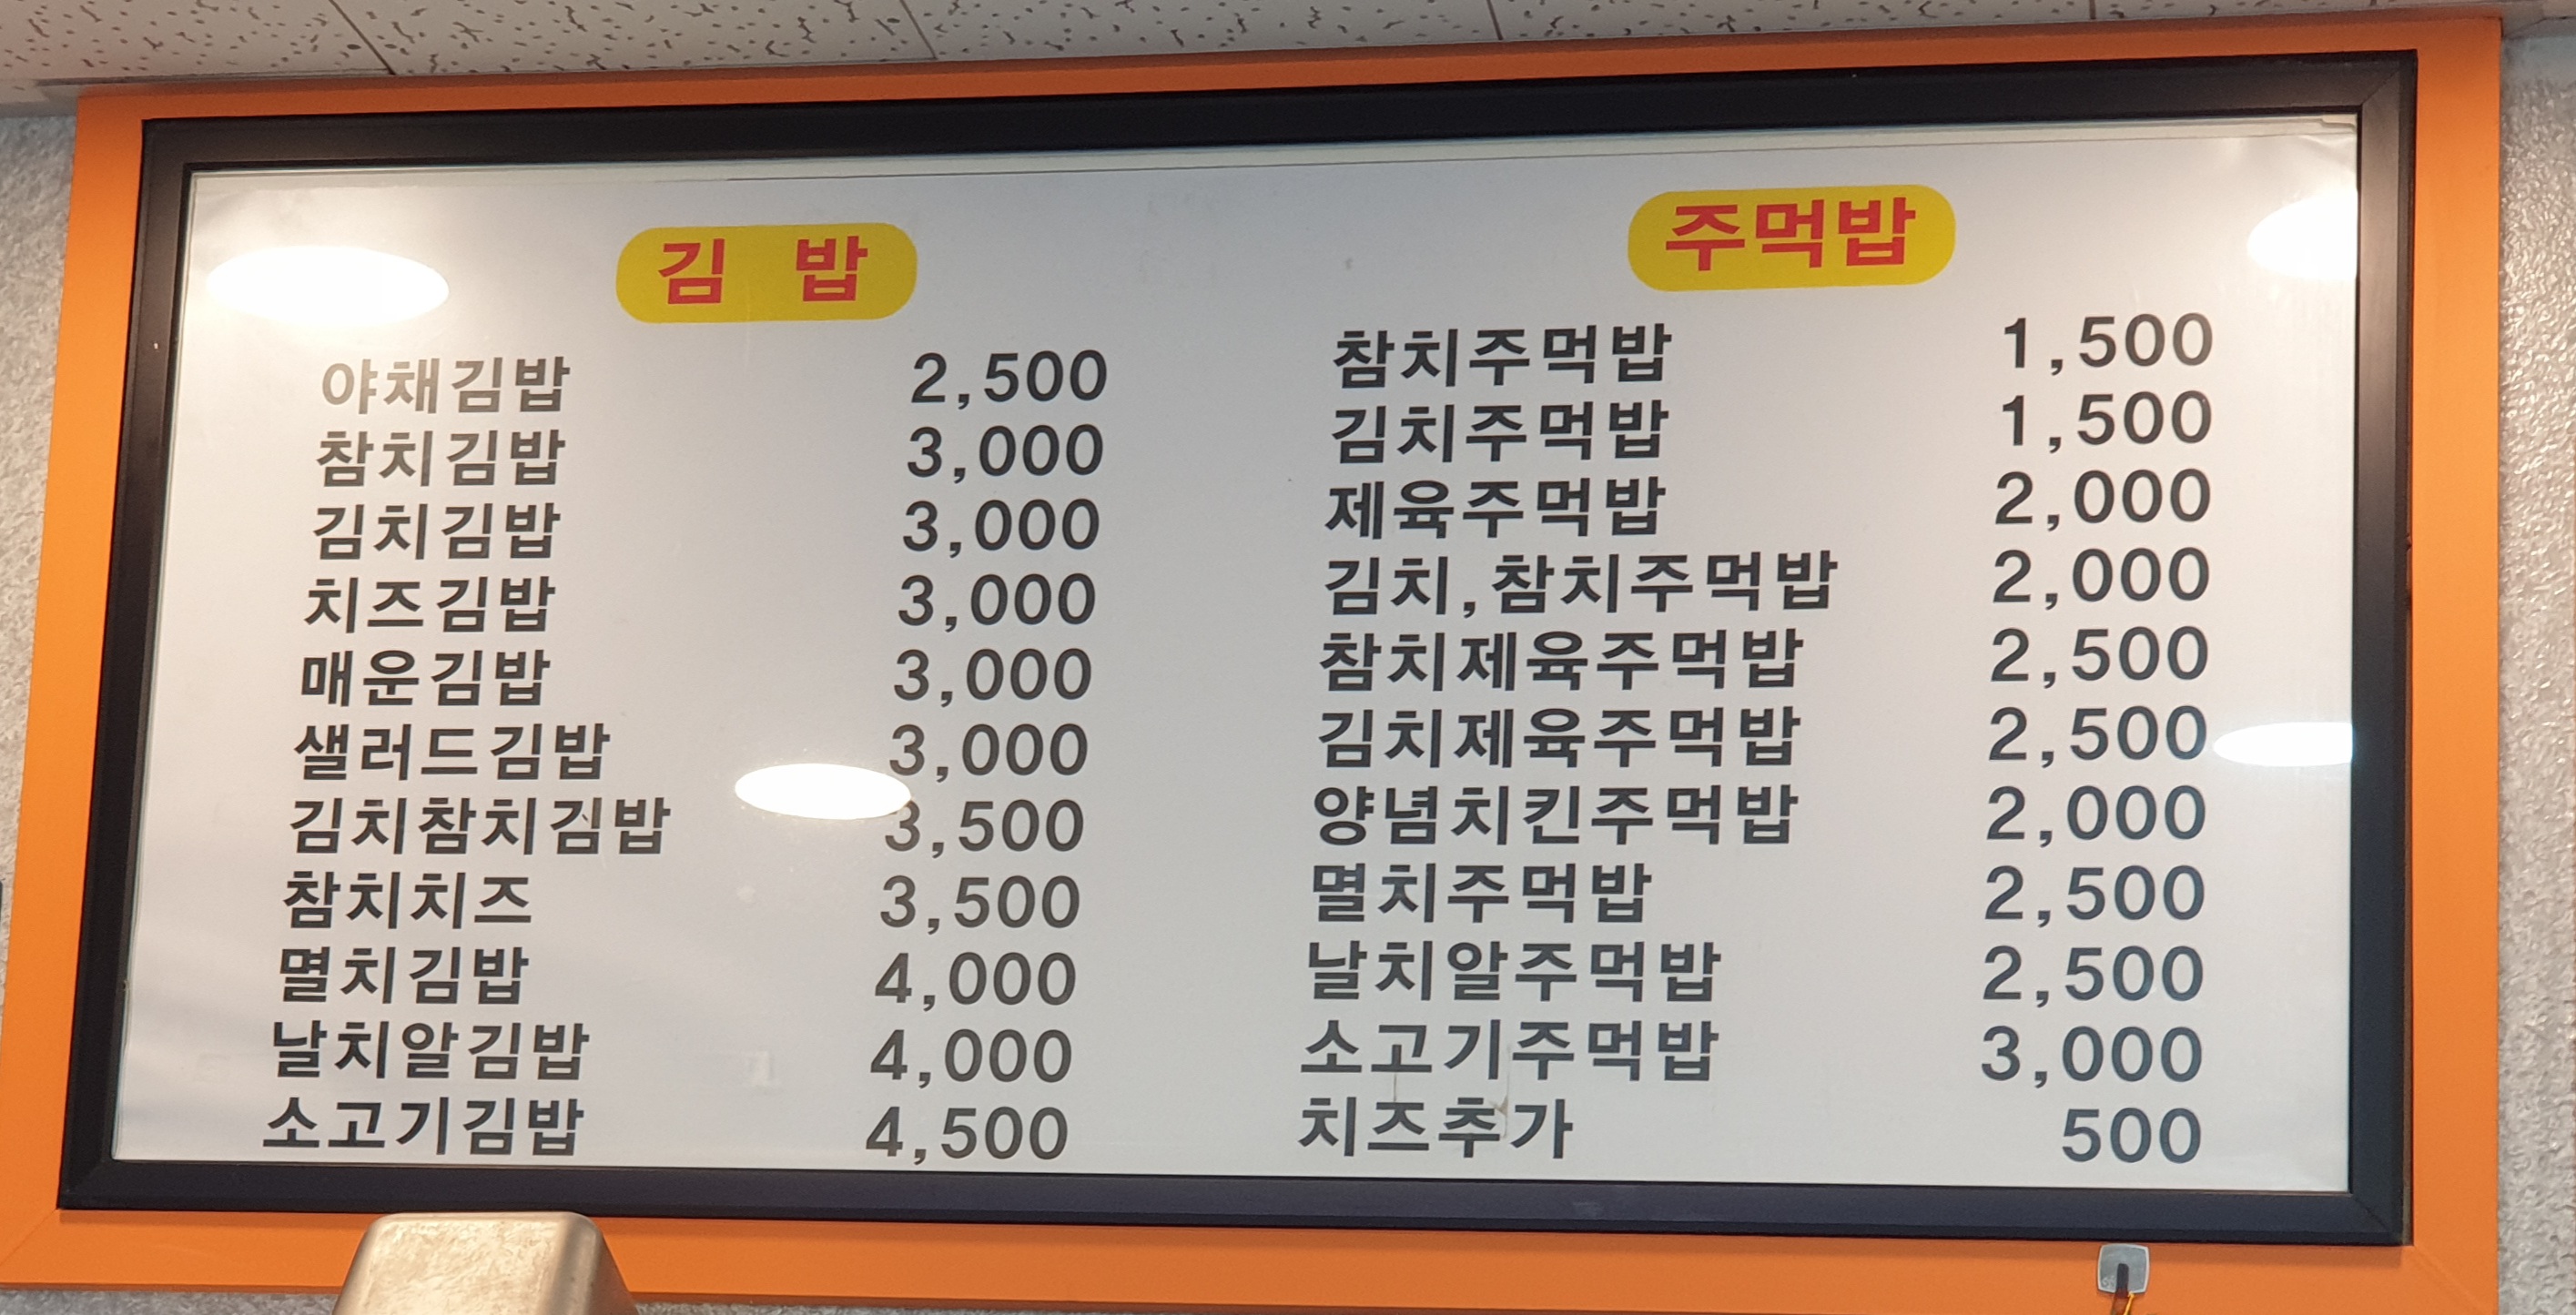 김 밥
야채김밥 2,500
참치김밥 3,000
김치김밥 3,000
치즈김밥 3,000
매운김밥 3,000
샐러드김밥 3,000
김치참치김밥 3,500
참치치즈 3,500
멸치김밥 4,000
날치알김밥 4,000
소고기김밥 4,500
주먹밥
참치주먹밥 1,500
김치주먹밥 1,500
제육주먹밥 2,000
김치,참치주먹밥 2,000
참치제육주먹밥 2,500
김치제육주먹밥 2,500
양념치킨주먹밥 2,000
멸치주먹밥 2,500
날치알주먹밥 2,500
소고기주먹밥 3,000
치즈추가 500